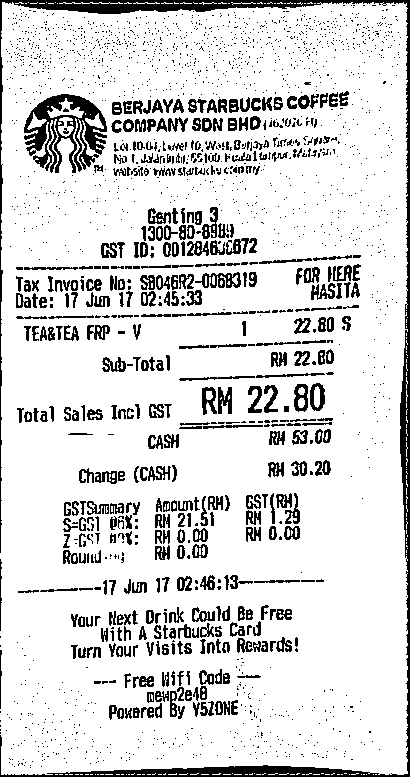 BERJAYA STARBUCKS COFFEE
COMPANY SDN BHD
Lot 10-04, Level 10, West, Berjaya Times Square,
No 1, Jalan Imbi, 55100, Kuala Lumpur, Malaysia
website: www.starbucks.com.my
TM
Genting 3
1300-80-8989
GST ID:
Tax Invoice No: SB046R2-0068319 FOR HERE
Date: 17 Jun 17 02:45:33 HASITA
TEA&TEA FRP - V 1 22.80 S
Sub-Total RM 22.80
Total Sales Incl GST RM 22.80
CASH RM 53.00
Change (CASH) RM 30.20
GSTSummary Amount(RM) GST(RM)
S=GST @6%: RM 21.51 RM 1.29
Z=GST @0%: RM 0.00 RM 0.00
Rounding RM 0.00
17 Jun 17 02:46:13
Your Next Drink Could Be Free
With A Starbucks Card
Turn Your Visits Into Rewards!
--- Free Wifi Code ---
mewp2e48
Powered By Y5ZONE